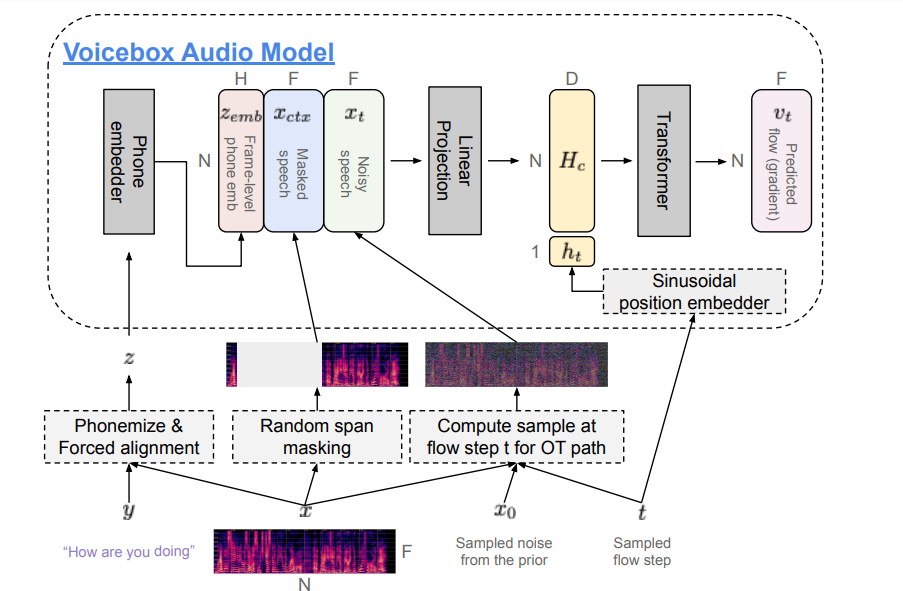 Voicebox Audio Model
H
F
F
D
F
Phone
embedder
N
z_emb
Frame-level
phone emb
x_ctx
Masked
speech
x_t
Noisy
speech
Linear
Projection
N
H_c
Transformer
N
v_t
Predicted
flow (gradient)
1
h_t
Sinusoidal
position embedder
z
Phonemize &
Forced alignment
Random span
masking
Compute sample at
flow step t for OT path
y
x
x_0
t
“How are you doing”
F
N
Sampled noise
from the prior
Sampled
flow step